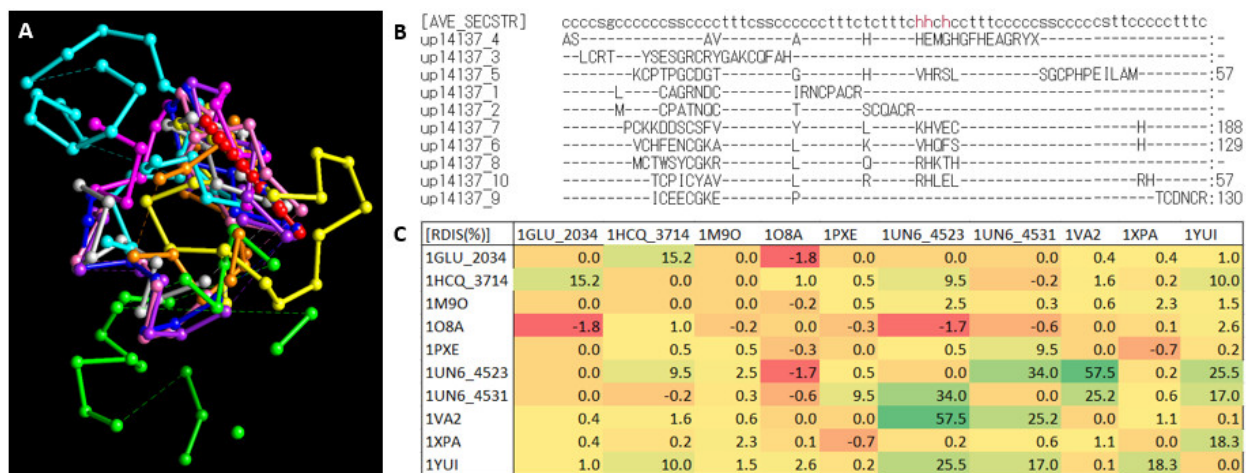 A
B
[AVE_SECSTR] ccccsgccccccsscccctttcsscccccctttctctttchhchcctttcccccsscccccsttccccctttc
up14137_4 AS--------------AV--------A-------H-----HEMGHGFHEAGRYX-------------------:-
up14137_3 --LCRT---YSESGRCRYGAKCQFAH-----------------------------------------------:-
up14137_5 --------KCPTPGCDGT--------G-------H-----VHRSL---------SGCPHPEILAM--------:57
up14137_1 ------L----CAGRNDC--------IRNCPACR---------------------------------------:-
up14137_2 ------M----CPATNQC--------T-------SCQACR---------------------------------:-
up14137_7 -------PCKKDDSCSFV--------Y-------L-----KHVEC--------------------H-------:188
up14137_6 --------VCHFENCGKA--------L-------K-----VHQFS--------------------H-------:129
up14137_8 --------MCTWSYCGKR--------L-------Q-----RHKTH----------------------------:-
up14137_10 ----------TCPICYAV--------L-------R-----RHLEL--------------------RH------:57
up14137_9 ----------ICEECGKE--------P----------------------------------------TCDNCR:130
C
[RDIS(%)] 1GLU_2034 1HCQ_3714 1M9O 1O8A 1PXE 1UN6_4523 1UN6_4531 1VA2 1XPA 1YUI
1GLU_2034 0.0 15.2 0.0 -1.8 0.0 0.0 0.0 0.4 0.4 1.0
1HCQ_3714 15.2 0.0 0.0 1.0 0.5 9.5 -0.2 1.6 0.2 10.0
1M9O 0.0 0.0 0.0 -0.2 0.5 2.5 0.3 0.6 2.3 1.5
1O8A -1.8 1.0 -0.2 0.0 -0.3 -1.7 -0.6 0.0 0.1 2.6
1PXE 0.0 0.5 0.5 -0.3 0.0 0.5 9.5 0.0 -0.7 0.2
1UN6_4523 0.0 9.5 2.5 -1.7 0.5 0.0 34.0 57.5 0.2 25.5
1UN6_4531 0.0 -0.2 0.3 -0.6 9.5 34.0 0.0 25.2 0.6 17.0
1VA2 0.4 1.6 0.6 0.0 0.0 57.5 25.2 0.0 1.1 0.1
1XPA 0.4 0.2 2.3 0.1 -0.7 0.2 0.6 1.1 0.0 18.3
1YUI 1.0 10.0 1.5 2.6 0.2 25.5 17.0 0.1 18.3 0.0